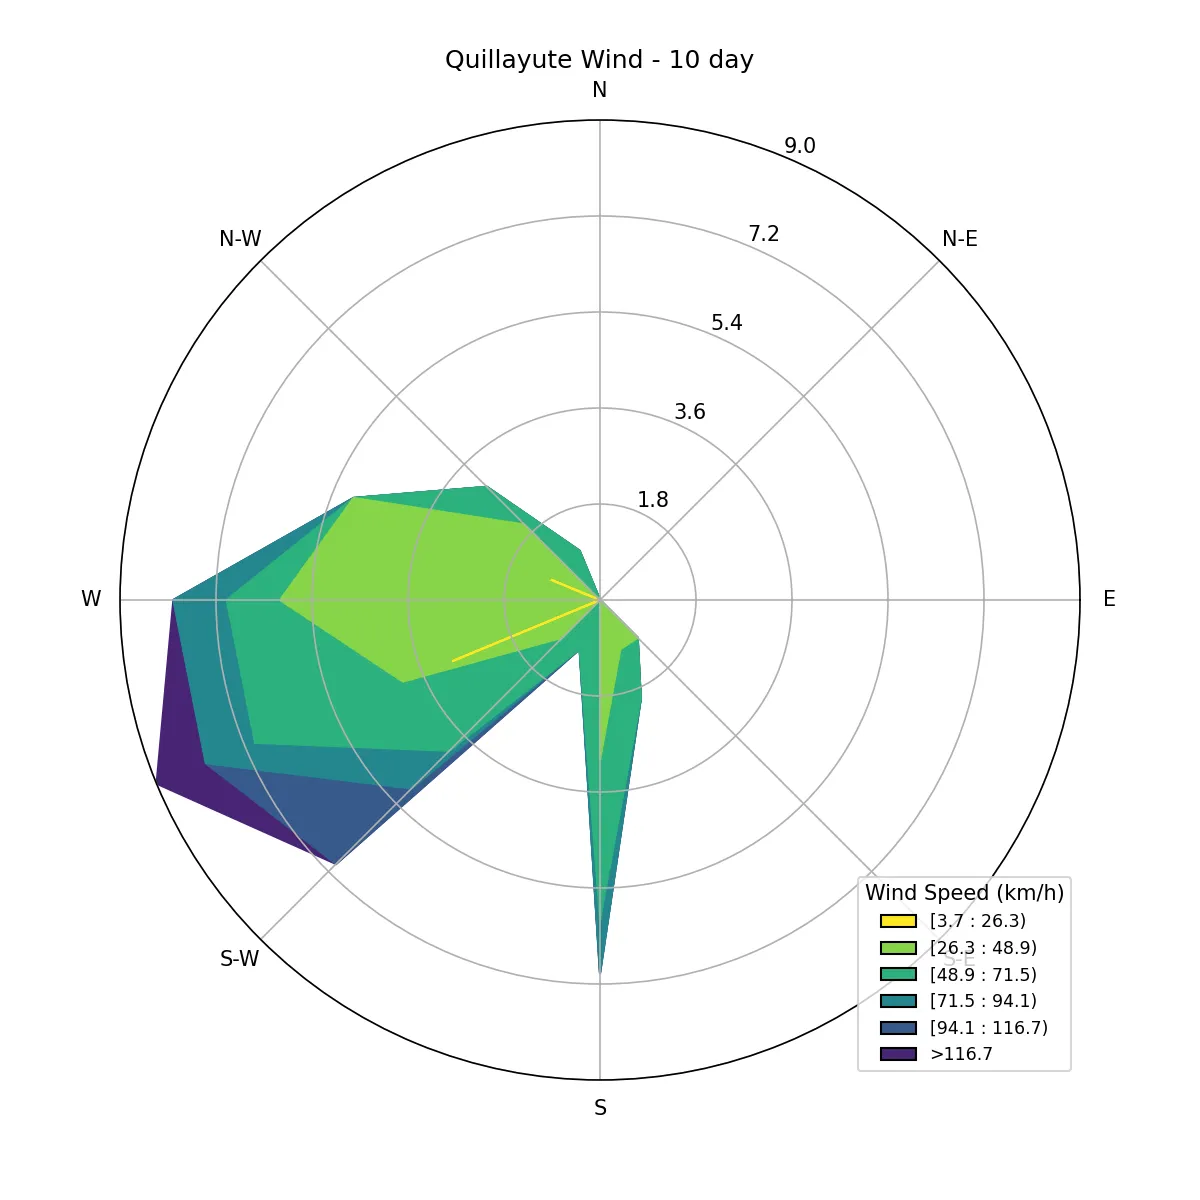 Quillayute Wind - 10 day
N
9.0
N-W
7.2
N-E
5.4
3.6
1.8
W
E
S-W
S-E
S
Wind Speed (km/h)
[3.7 : 26.3)
[26.3 : 48.9)
[48.9 : 71.5)
[71.5 : 94.1)
[94.1 : 116.7)
>116.7